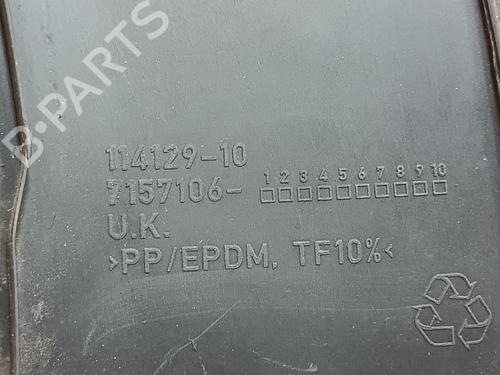 B-PARTS
114129-10
7157106- 1 2 3 4 5 6 7 8 9 10
U.K.
>PP/EPDM, TF10%<